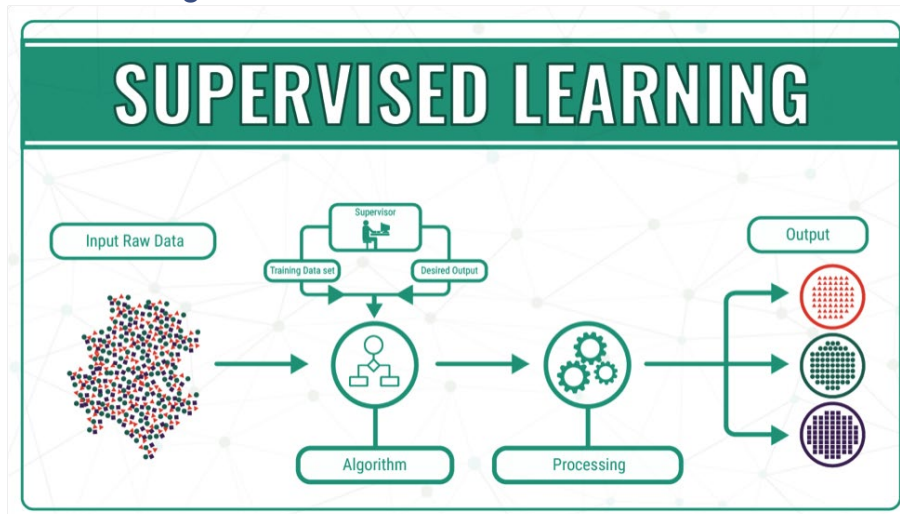 SUPERVISED LEARNING
Supervisor
Input Raw Data
Training Data set
Desired Output
Output
Algorithm
Processing